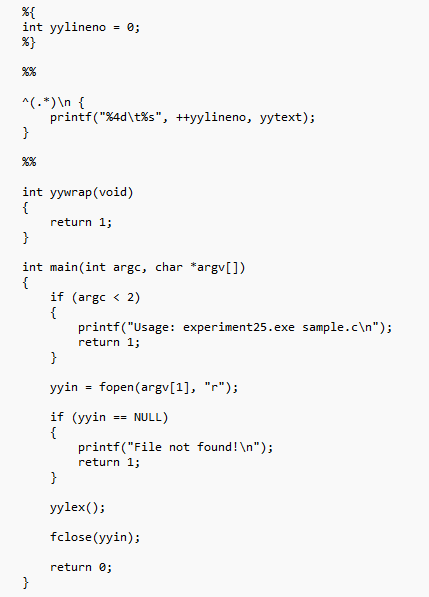 %{
int yylineno = 0;
%}
%%
^(.*)\n {
    printf("%4d\t%s", ++yylineno, yytext);
}
%%
int yywrap(void)
{
    return 1;
}
int main(int argc, char *argv[])
{
    if (argc < 2)
    {
        printf("Usage: experiment25.exe sample.c\n");
        return 1;
    }
    yyin = fopen(argv[1], "r");
    if (yyin == NULL)
    {
        printf("File not found!\n");
        return 1;
    }
    yylex();
    fclose(yyin);
    return 0;
}